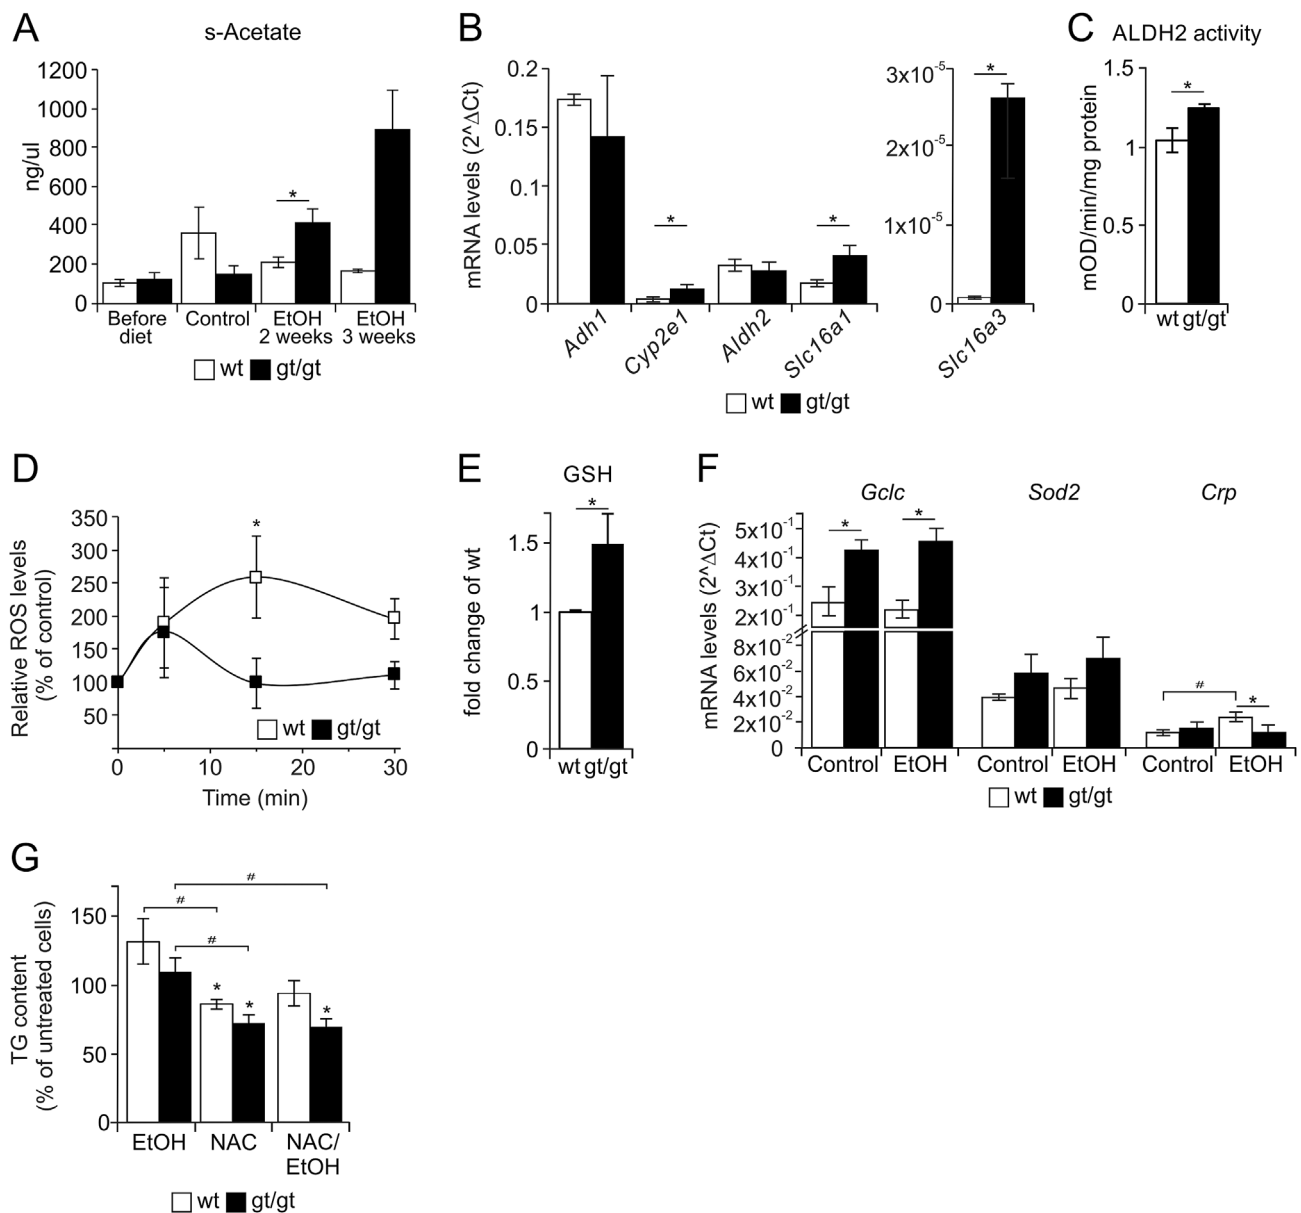 A
s-Acetate
ng/ul
1200
1000
800
600
400
200
0
*
Before diet
Control
EtOH 2 weeks
EtOH 3 weeks
wt gt/gt
B
mRNA levels (2^ΔCt)
0.2
0.15
0.1
0.05
0
*
*
Adh1
Cyp2e1
Aldh2
Slc16a1
3x10-5
2x10-5
1x10-5
0
*
Slc16a3
wt gt/gt
C
ALDH2 activity
mOD/min/mg protein
1.5
1
0.5
0
*
wt gt/gt
D
Relative ROS levels
(% of control)
350
300
250
200
150
100
50
*
wt gt/gt
0 10 20 30
Time (min)
E
GSH
fold change of wt
1.5
1
0.5
0
*
wt gt/gt
F
Gclc Sod2 Crp
mRNA levels (2^ΔCt)
5x10-1
4x10-1
3x10-1
2x10-1
8x10-2
6x10-2
4x10-2
2x10-2
0
* *
# *
Control EtOH Control EtOH Control EtOH
wt gt/gt
G
TG content
(% of untreated cells)
150
100
50
0
#
#
#
* * *
EtOH NAC NAC/
EtOH
wt gt/gt